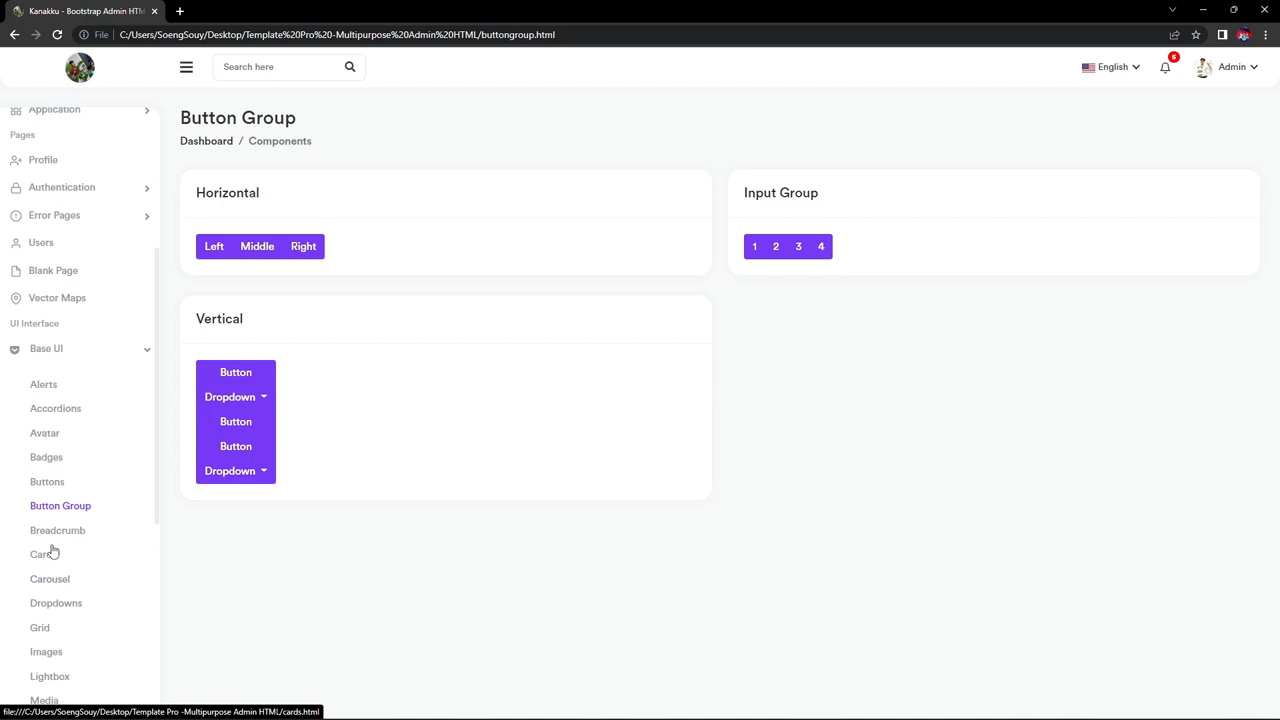 Kanakku - Bootstrap Admin HTM
File
C:/Users/SoengSouy/Desktop/Template%20Pro%20-Multipurpose%20Admin%20HTML/buttongroup.html
Search here
English
5
Admin
Application
Pages
Profile
Authentication
Error Pages
Users
Blank Page
Vector Maps
UI Interface
Base UI
Alerts
Accordions
Avatar
Badges
Buttons
Button Group
Breadcrumb
Carousel
Dropdowns
Grid
Images
Lightbox
Media
Button Group
Dashboard / Components
Horizontal
Left Middle Right
Input Group
1 2 3 4
Vertical
Button
Dropdown
Button
Button
Dropdown
file:///C:/Users/SoengSouy/Desktop/Template Pro -Multipurpose Admin HTML/cards.html